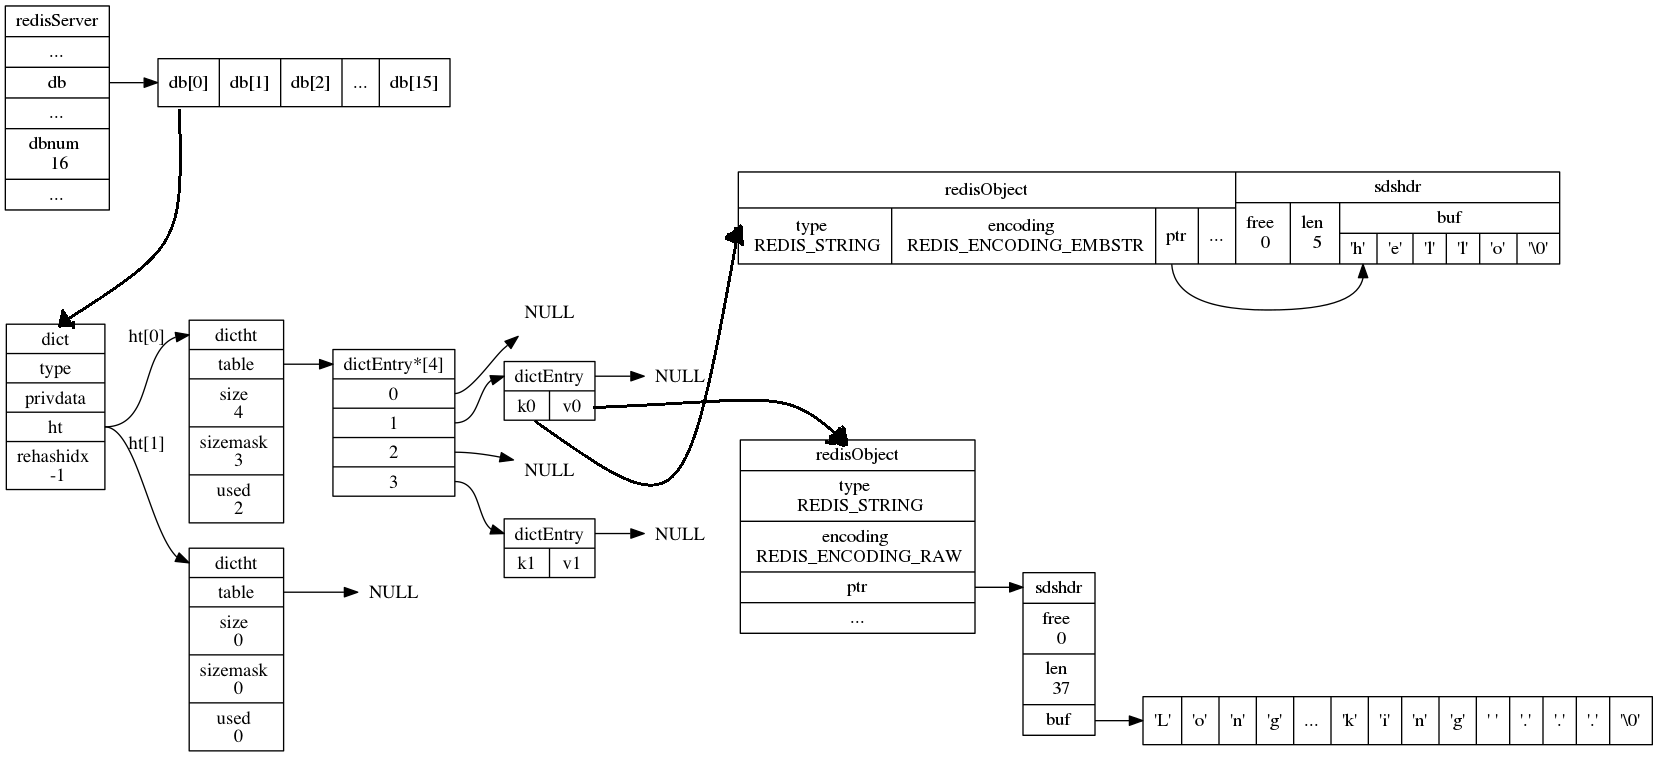 redisServer
...
db
...
dbnum
16
...
db[0] db[1] db[2] ... db[15]
redisObject
type
REDIS_STRING
encoding
REDIS_ENCODING_EMBSTR
ptr
...
sdshdr
free
0
len
5
buf
'h' 'e' 'l' 'l' 'o' '\0'
dict
type
privdata
ht
rehashidx
-1
ht[0]
ht[1]
dictht
table
size
4
sizemask
3
used
2
dictht
table
size
0
sizemask
0
used
0
NULL
dictEntry*[4]
0
1
2
3
NULL
dictEntry
k0 v0
NULL
NULL
dictEntry
k1 v1
NULL
redisObject
type
REDIS_STRING
encoding
REDIS_ENCODING_RAW
ptr
...
sdshdr
free
0
len
37
buf
'L' 'o' 'n' 'g' ... 'k' 'i' 'n' 'g' ' ' '.' '.' '.' '\0'